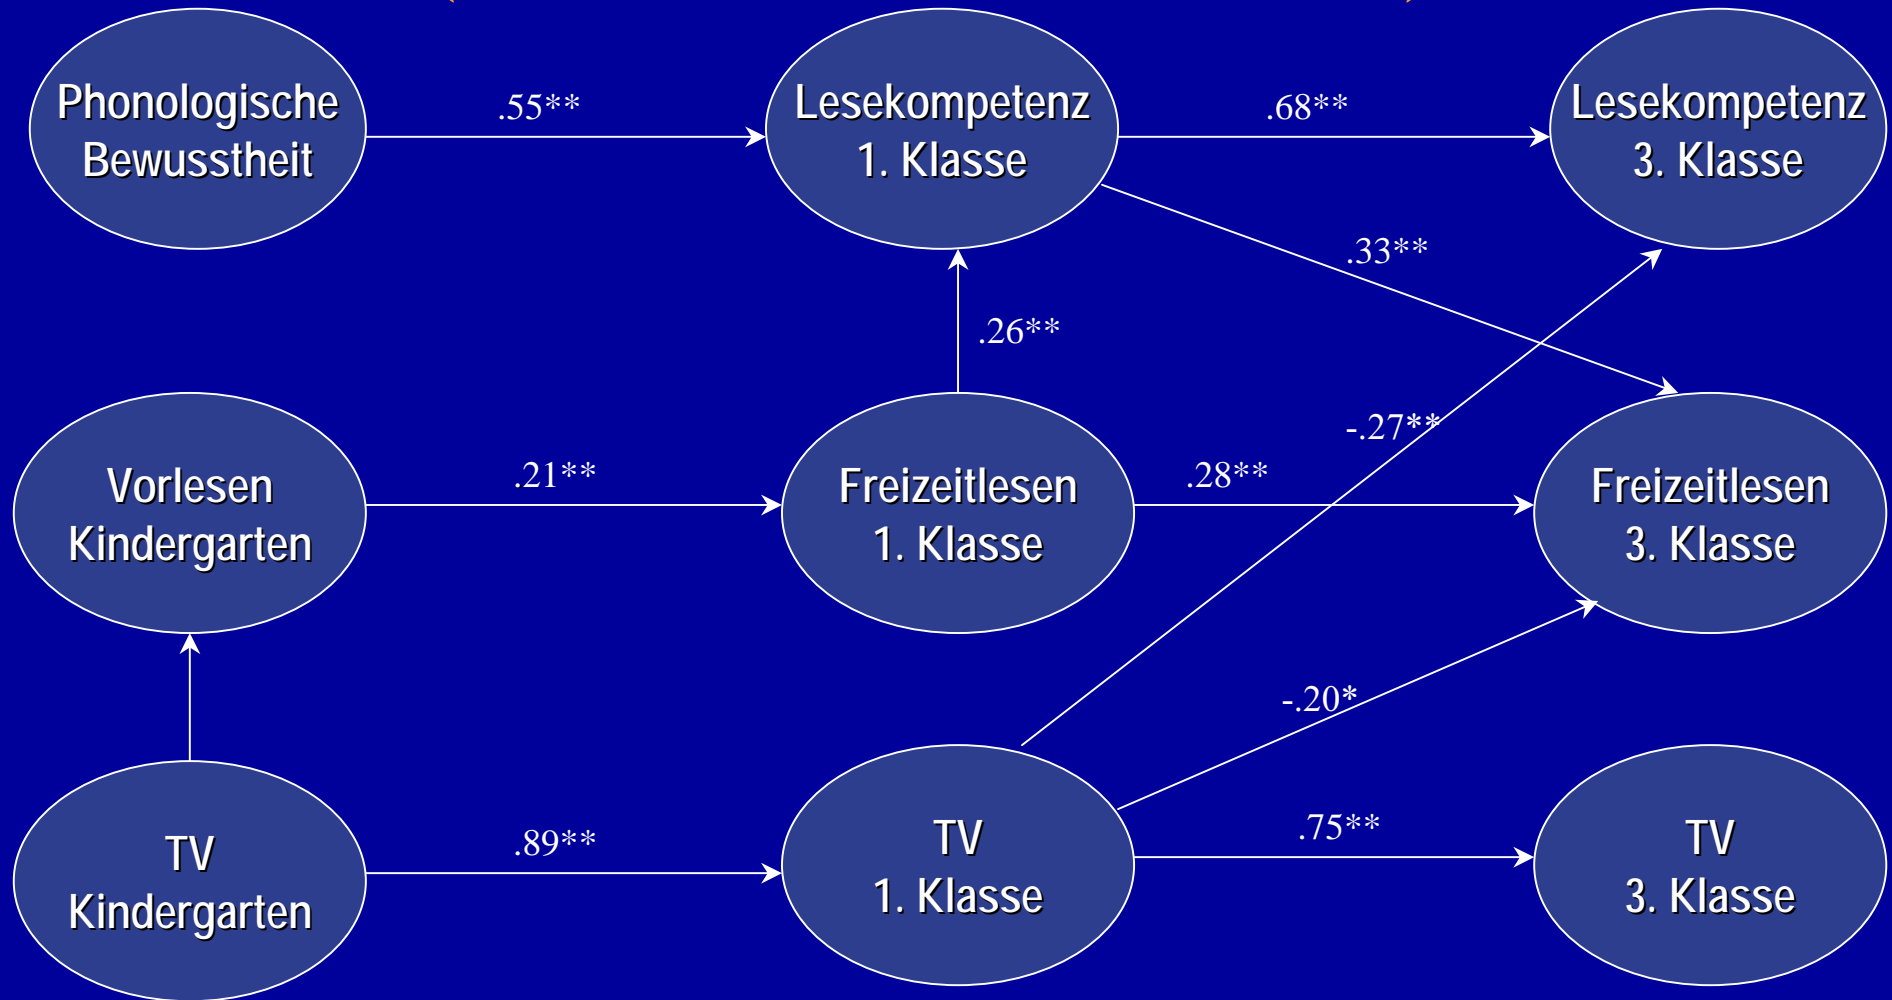 Phonologische
Bewusstheit
.55**
Lesekompetenz
1. Klasse
.68**
Lesekompetenz
3. Klasse
.33**
.26**
-.27**
Vorlesen
Kindergarten
.21**
Freizeitlesen
1. Klasse
.28**
Freizeitlesen
3. Klasse
-.20*
TV
Kindergarten
.89**
TV
1. Klasse
.75**
TV
3. Klasse